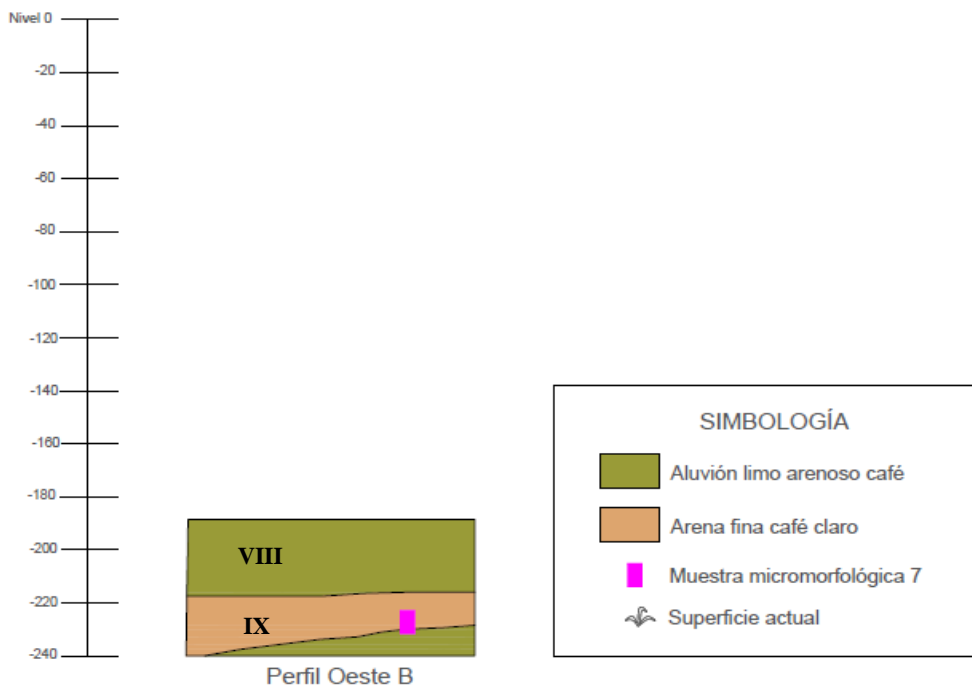 Nivel 0
-20
-40
-60
-80
-100
-120
-140
-160
-180
-200
-220
-240
VIII
IX
Perfil Oeste B
SIMBOLOGÍA
Aluvión limo arenoso café
Arena fina café claro
Muestra micromorfológica 7
Superficie actual